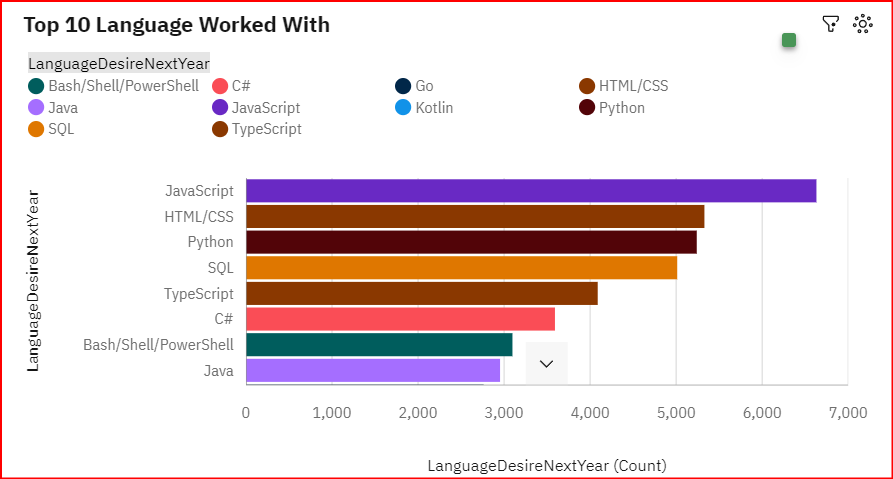 Top 10 Language Worked With
LanguageDesireNextYear
Bash/Shell/PowerShell C# Go HTML/CSS
Java JavaScript Kotlin Python
SQL TypeScript
LanguageDesireNextYear
JavaScript
HTML/CSS
Python
SQL
TypeScript
C#
Bash/Shell/PowerShell
Java
0 1,000 2,000 3,000 4,000 5,000 6,000 7,000
LanguageDesireNextYear (Count)